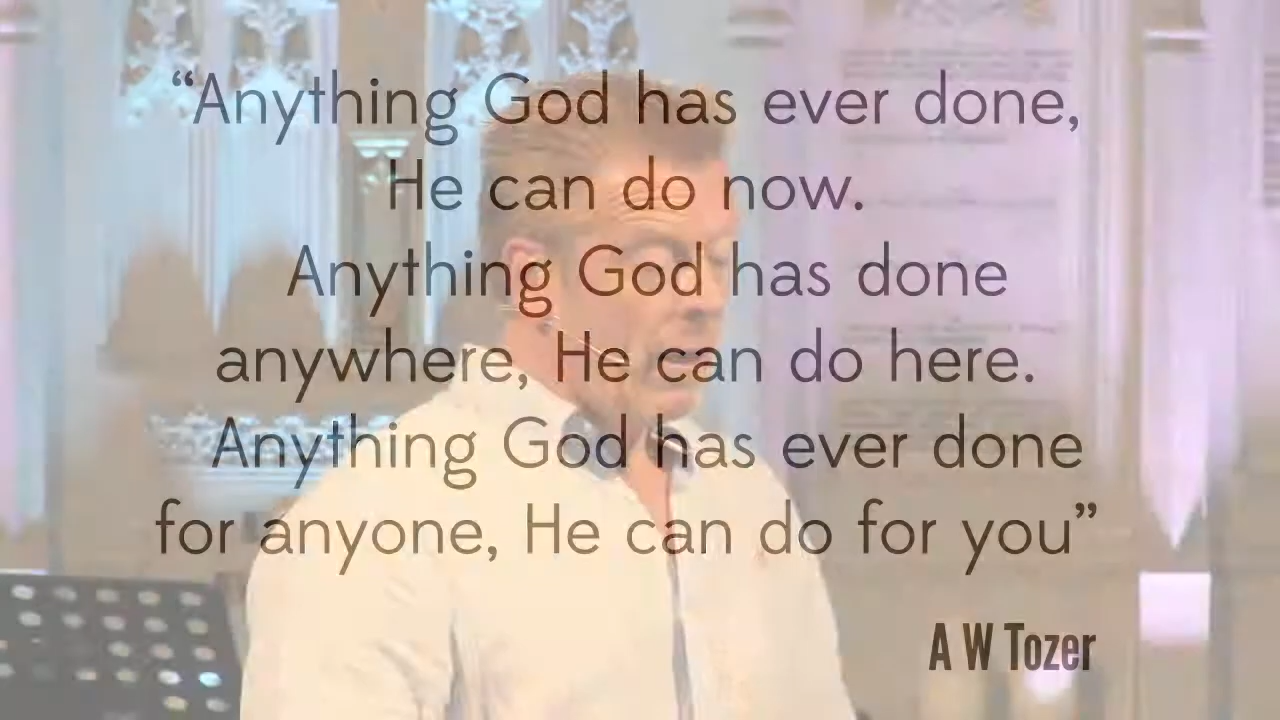 “Anything God has ever done,
He can do now.
Anything God has done
anywhere, He can do here.
Anything God has ever done
for anyone, He can do for you”
A W Tozer